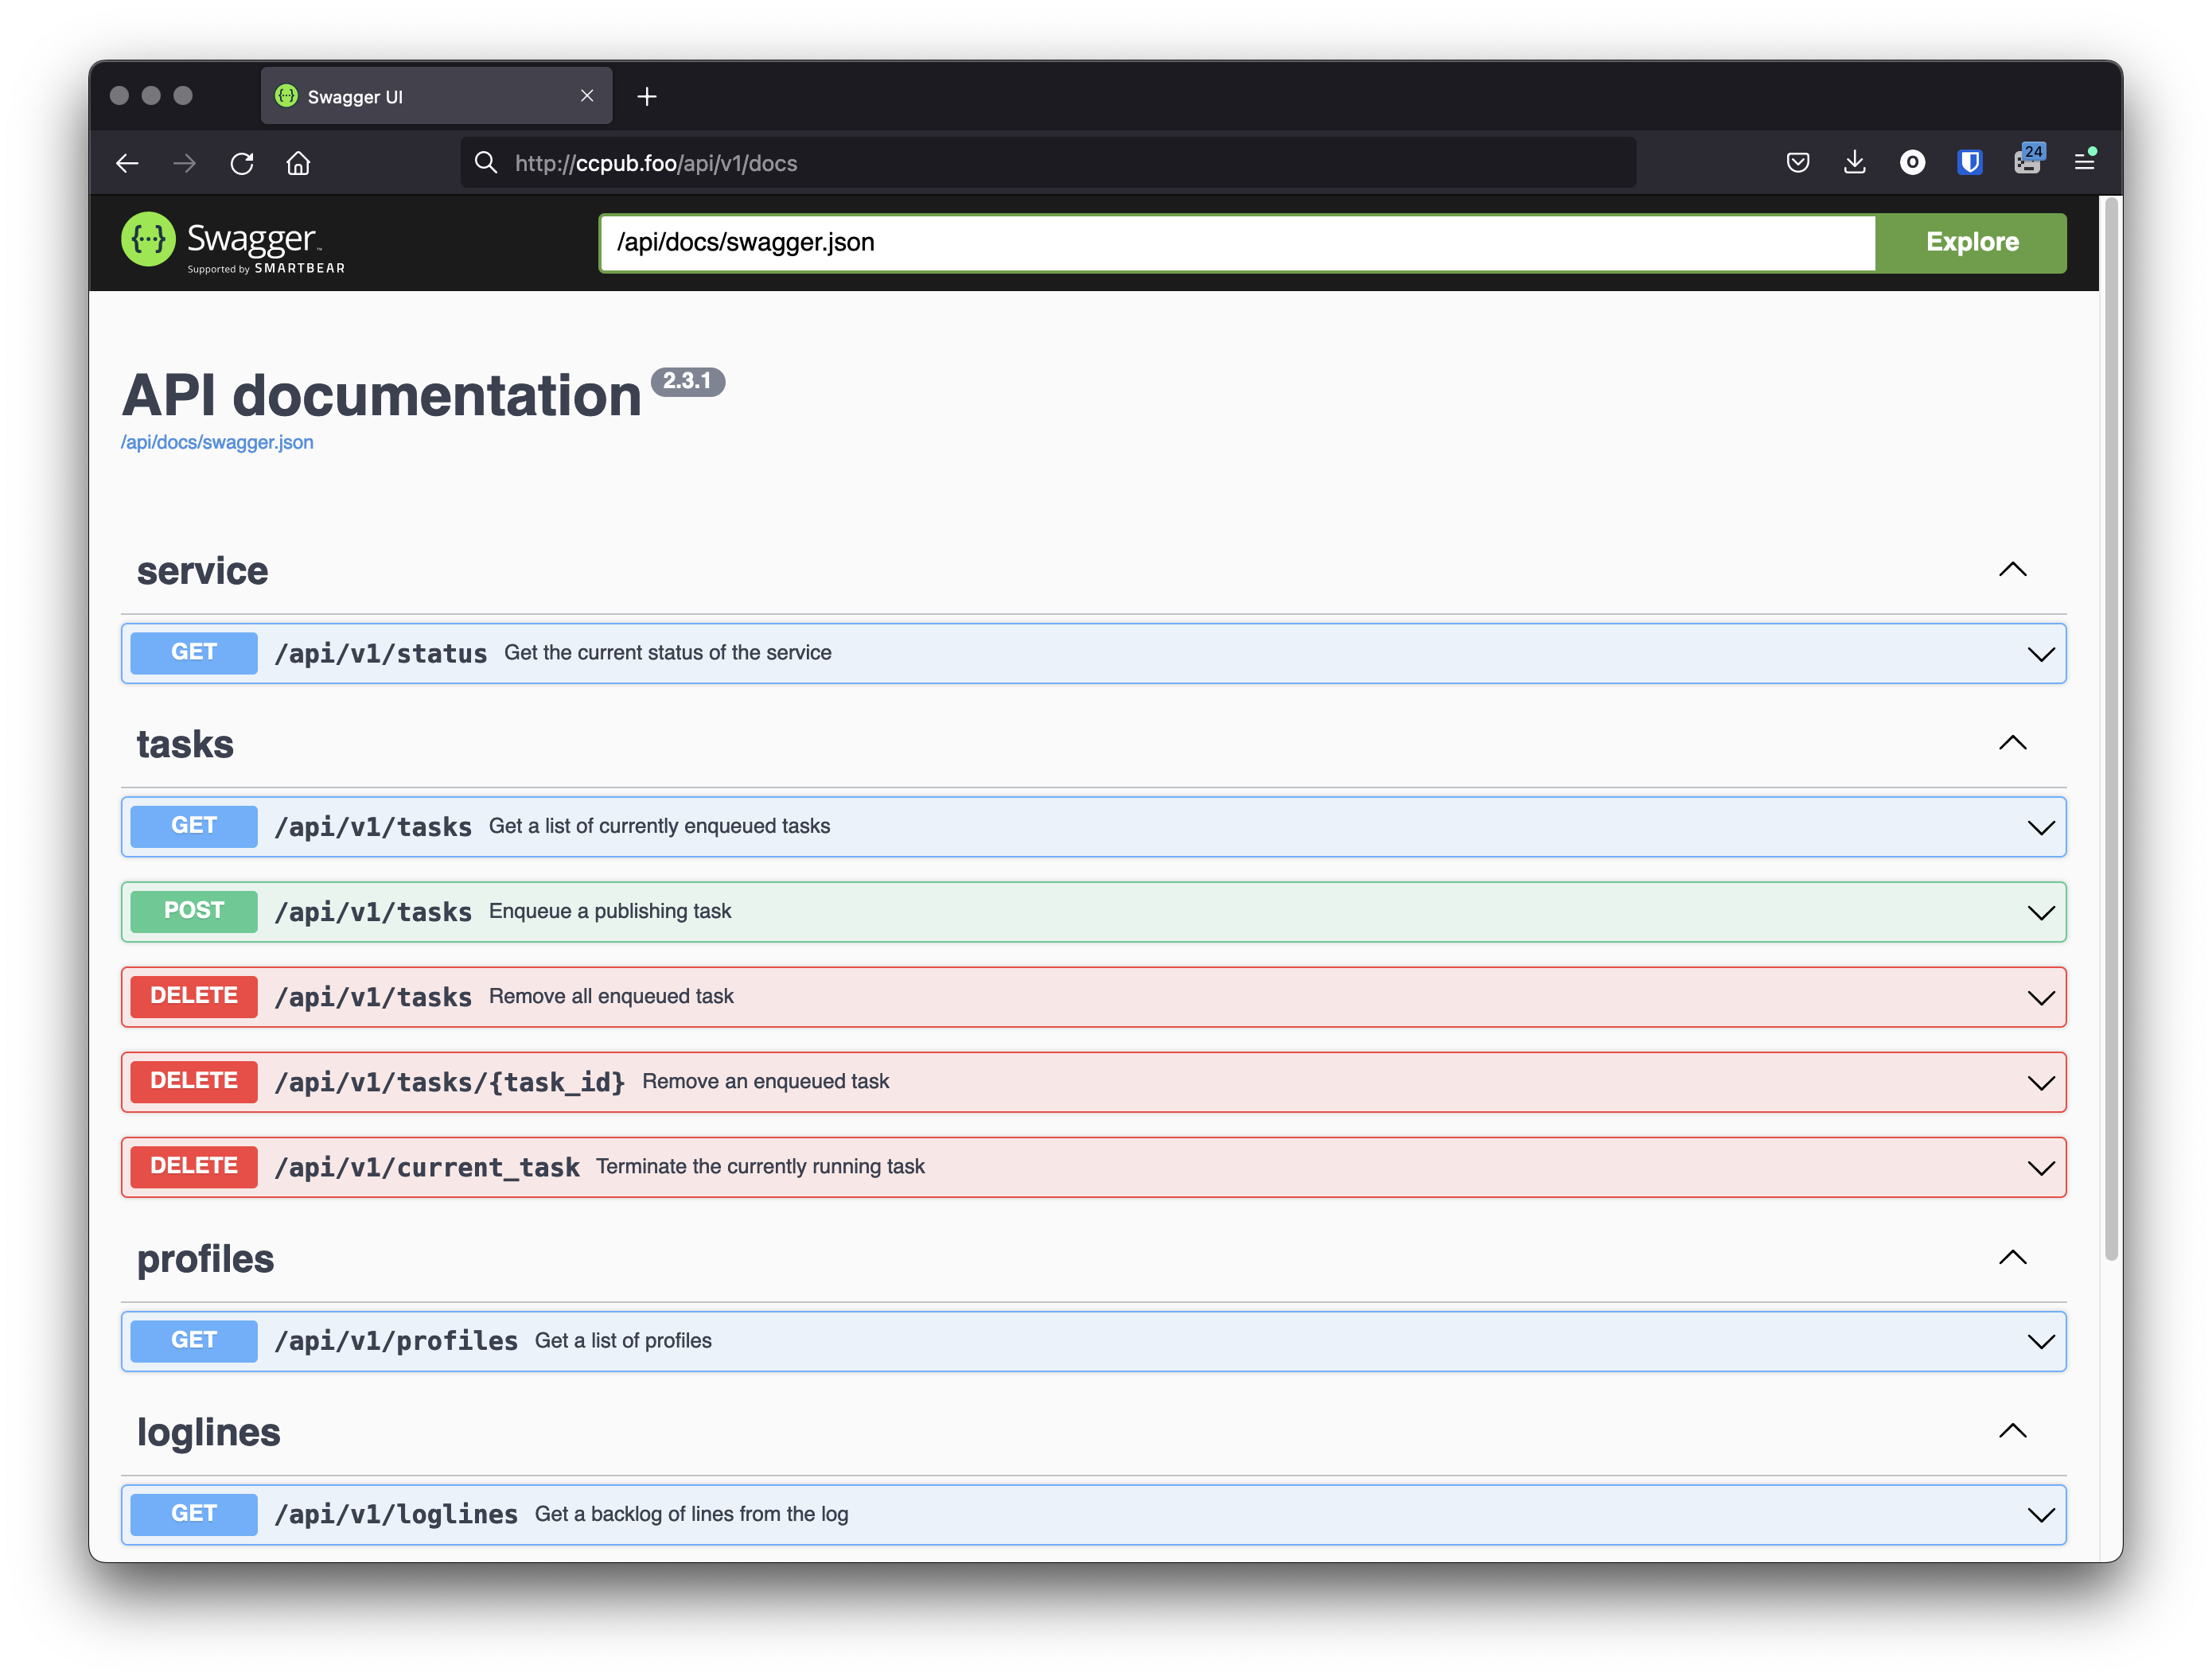 Swagger UI
http://ccpub.foo/api/v1/docs
24
Swagger™
Supported by SMARTBEAR
/api/docs/swagger.json
Explore
API documentation 2.3.1
/api/docs/swagger.json
service
GET /api/v1/status Get the current status of the service
tasks
GET /api/v1/tasks Get a list of currently enqueued tasks
POST /api/v1/tasks Enqueue a publishing task
DELETE /api/v1/tasks Remove all enqueued task
DELETE /api/v1/tasks/{task_id} Remove an enqueued task
DELETE /api/v1/current_task Terminate the currently running task
profiles
GET /api/v1/profiles Get a list of profiles
loglines
GET /api/v1/loglines Get a backlog of lines from the log